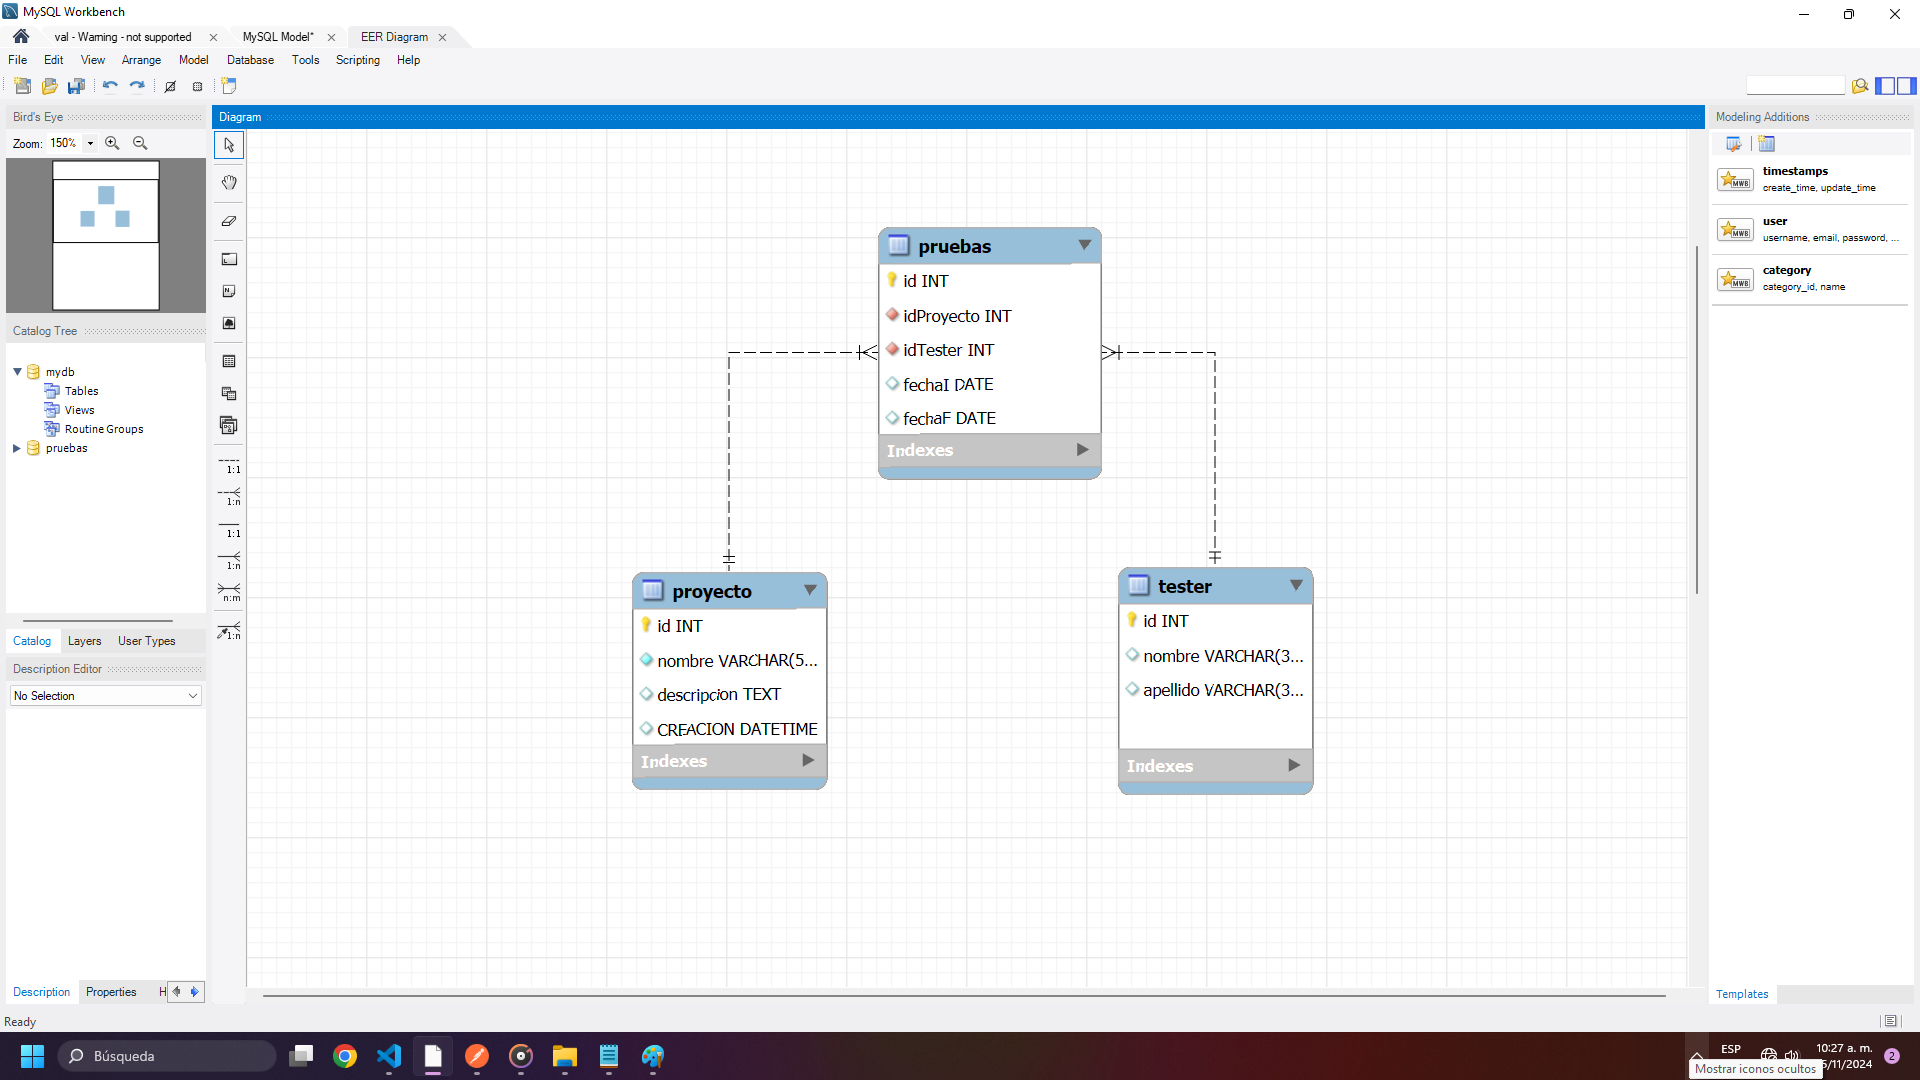 MySQL Workbench
val - Warning - not supported
MySQL Model*
EER Diagram
File Edit View Arrange Model Database Tools Scripting Help
Bird's Eye
Zoom: 150%
Catalog Tree
mydb
Tables
Views
Routine Groups
pruebas
Catalog Layers User Types
Description Editor
No Selection
Description Properties H
Ready
Diagram
1:1
1:n
1:1
1:n
n:m
1:n
pruebas
id INT
idProyecto INT
idTester INT
fechaI DATE
fechaF DATE
Indexes
proyecto
id INT
nombre VARCHAR(5...
descripcion TEXT
CREACION DATETIME
Indexes
tester
id INT
nombre VARCHAR(3...
apellido VARCHAR(3...
Indexes
Modeling Additions
MWB
timestamps
create_time, update_time
MWB
user
username, email, password, ...
MWB
category
category_id, name
Templates
Búsqueda
ESP
10:27 a. m.
5/11/2024
2
Mostrar iconos ocultos